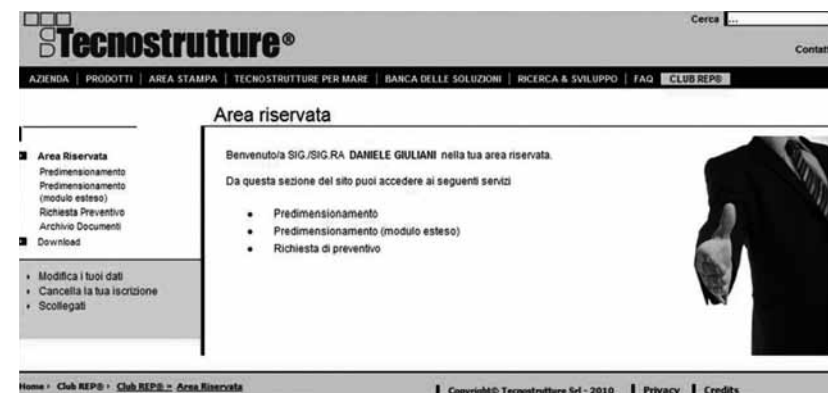 Cerca ...
Tecnostrutture®
AZIENDA | PRODOTTI | AREA STAMPA | TECNOSTRUTTURE PER MARE | BANCA DELLE SOLUZIONI | RICERCA & SVILUPPO | FAQ CLUB REP®
Area riservata
Area Riservata
Predimensionamento
Predimensionamento
(modulo esteso)
Richiesta Preventivo
Archivio Documenti
Download
Modifica i tuoi dati
Cancella la tua iscrizione
Scollegati
Benvenuto/a SIG./SIG.RA DANIELE GIULIANI nella tua area riservata.
Da questa sezione del sito puoi accedere ai seguenti servizi
• Predimensionamento
• Predimensionamento (modulo esteso)
• Richiesta di preventivo
Home › Club REP® › Club REP® - Area Riservata
Copyright© Tecnostrutture Srl - 2010 | Privacy | Credits